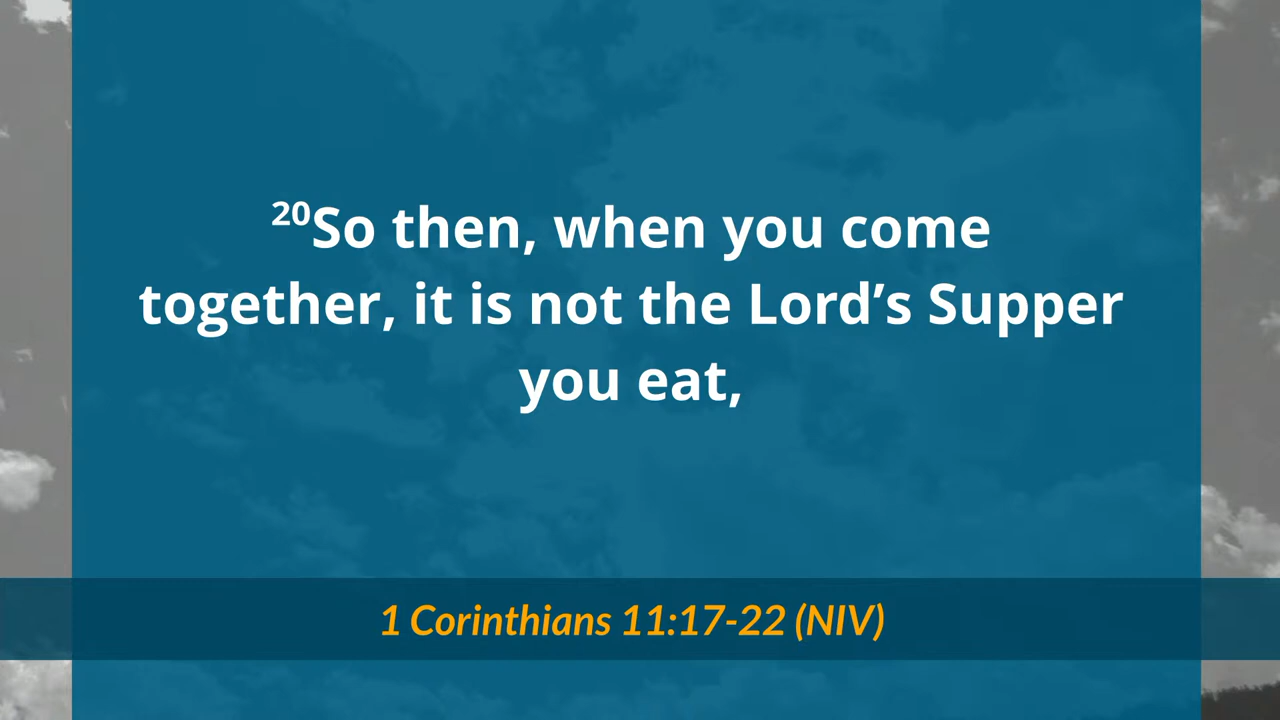 ²⁰So then, when you come
together, it is not the Lord’s Supper
you eat,
1 Corinthians 11:17-22 (NIV)